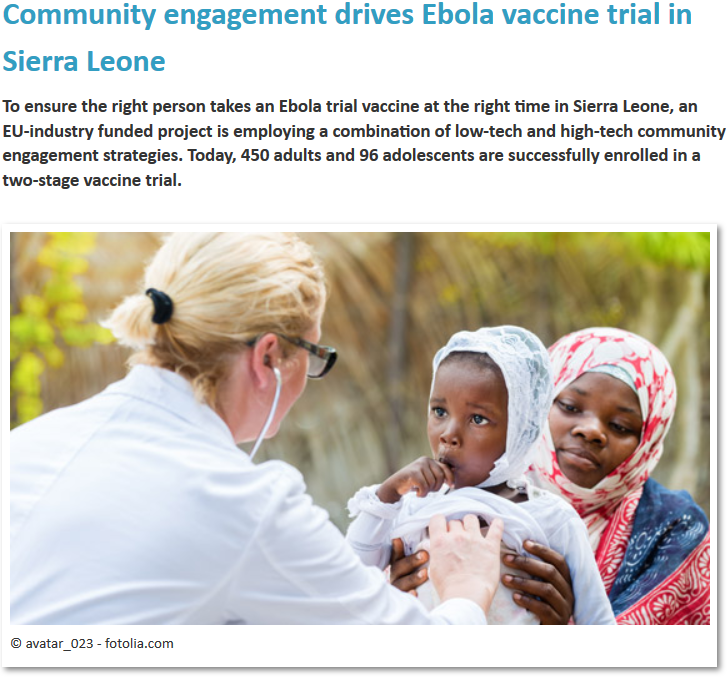 Community engagement drives Ebola vaccine trial in
Sierra Leone
To ensure the right person takes an Ebola trial vaccine at the right time in Sierra Leone, an
EU-industry funded project is employing a combination of low-tech and high-tech community
engagement strategies. Today, 450 adults and 96 adolescents are successfully enrolled in a
two-stage vaccine trial.
© avatar_023 - fotolia.com